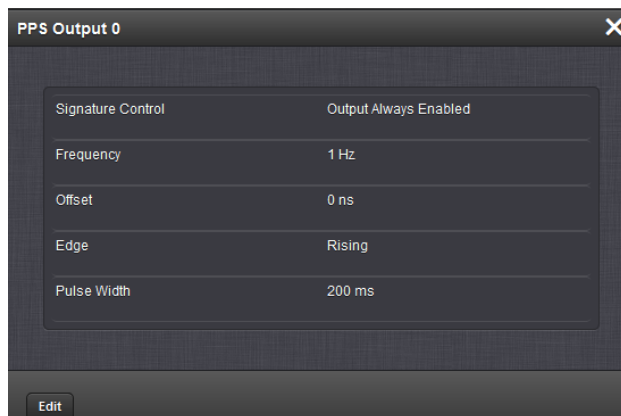 PPS Output 0
Signature Control Output Always Enabled
Frequency 1 Hz
Offset 0 ns
Edge Rising
Pulse Width 200 ms
Edit